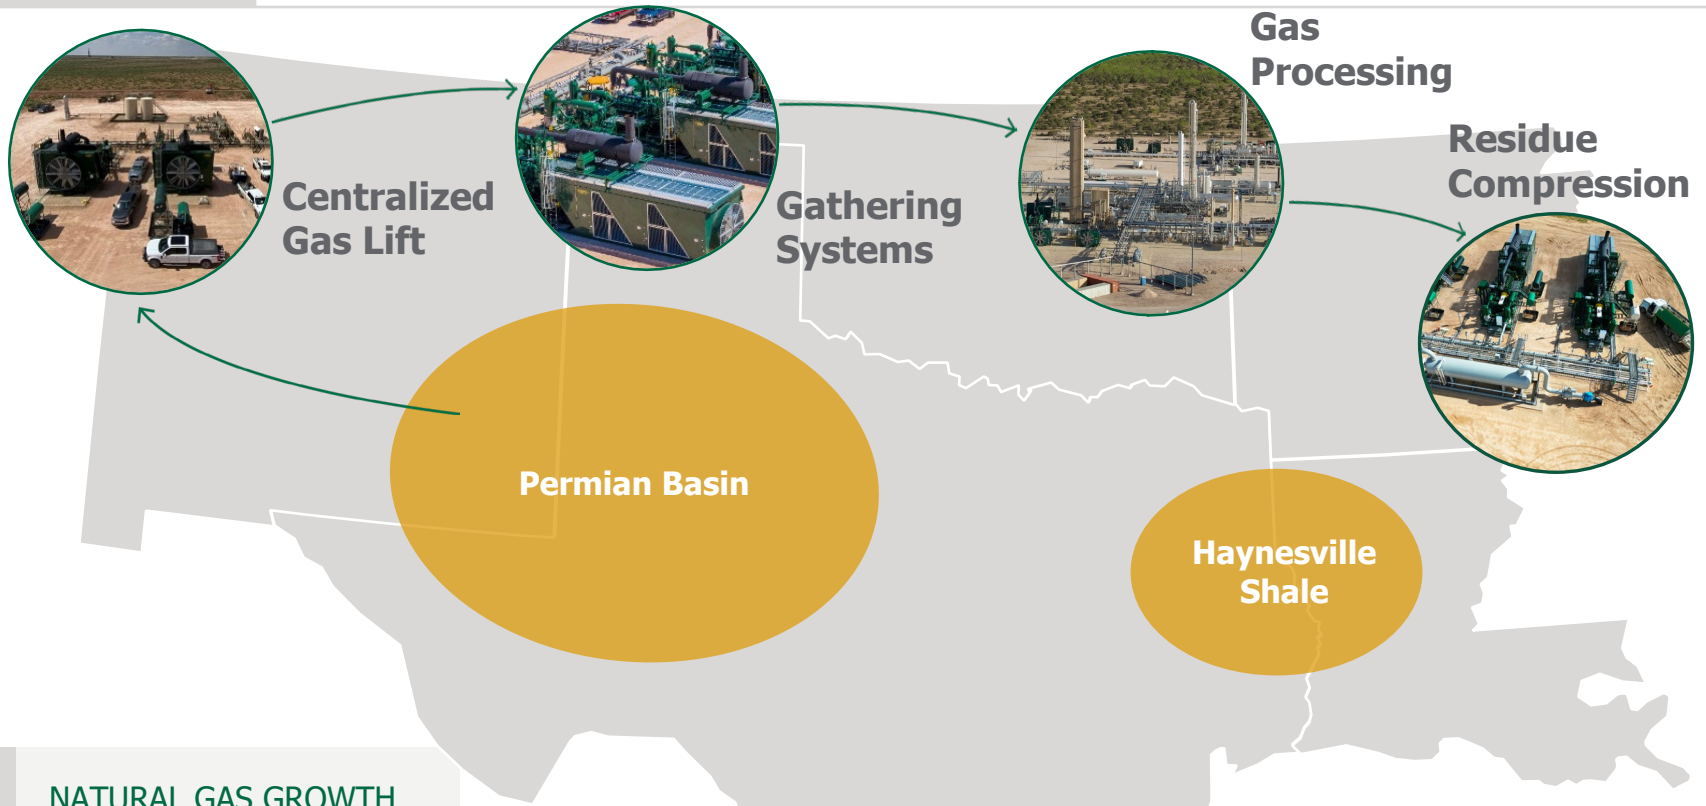 Gas
Processing
Residue
Compression
Centralized
Gas Lift
Gathering
Systems
Permian Basin
Haynesville
Shale
NATURAL GAS GROWTH